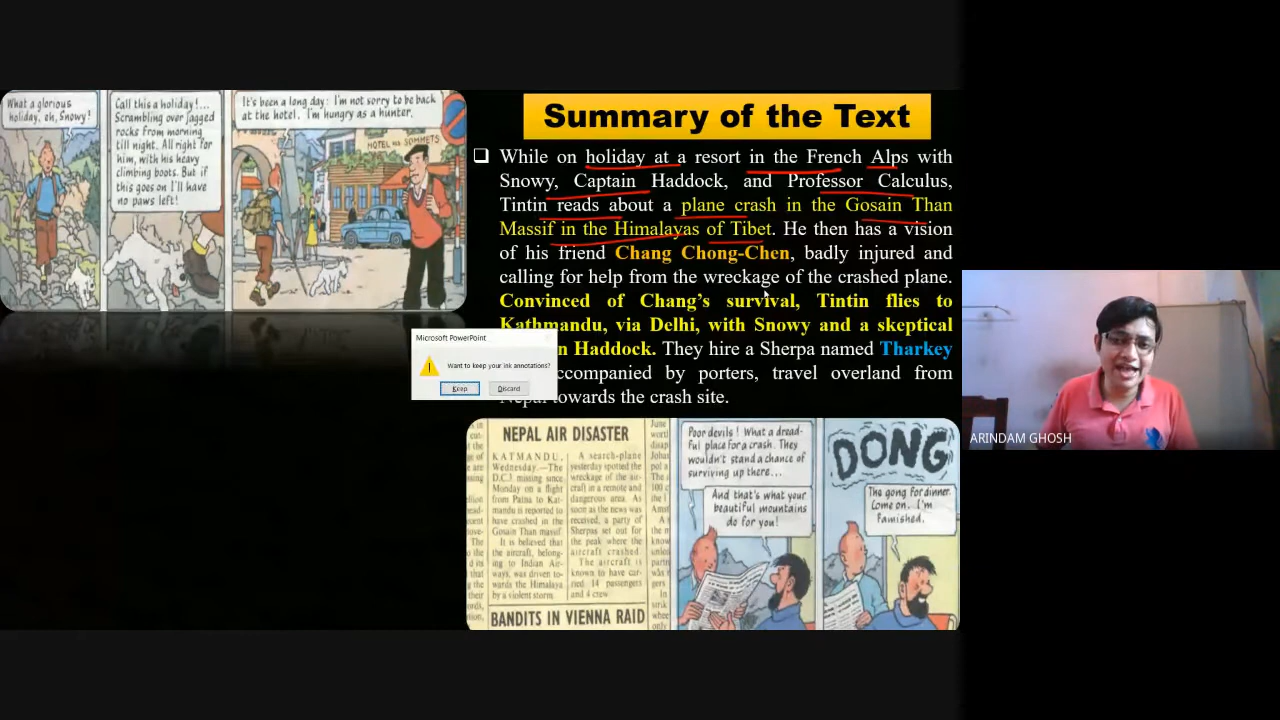 What a glorious
holiday, eh, Snowy!
Call this a holiday!...
Scrambling over jagged
rocks from morning
till night. All right for
him, with his heavy
climbing boots. But if
this goes on I'll have
no paws left!
It's been a long day: I'm not sorry to be back
at the hotel. I'm hungry as a hunter.
HOTEL DES SOMMETS
Summary of the Text
While on holiday at a resort in the French Alps with
Snowy, Captain Haddock, and Professor Calculus,
Tintin reads about a plane crash in the Gosain Than
Massif in the Himalayas of Tibet. He then has a vision
of his friend Chang Chong-Chen, badly injured and
calling for help from the wreckage of the crashed plane.
Convinced of Chang's survival, Tintin flies to
Kathmandu, via Delhi, with Snowy and a skeptical
n Haddock. They hire a Sherpa named Tharkey
ccompanied by porters, travel overland from
Nepal towards the crash site.
Microsoft PowerPoint
Want to keep your ink annotations?
Keep
Discard
NEPAL AIR DISASTER
KATMANDU,
Wednesday.—The
D.C.3 missing since
Monday on a flight
from Patna to Kat-
mandu is reported to
have crashed in the
Gosain Than massif.
It is believed that
the aircraft, belong-
ing to Indian Air-
ways, was driven to-
wards the Himalaya
by a violent storm.
A search-plane
yesterday spotted the
wreckage of the air-
craft in a remote and
dangerous area. As
soon as the news was
received, a party of
Sherpas set out for
the peak where the
aircraft crashed.
The aircraft is
known to have car-
ried 14 passengers
and 4 crew.
BANDITS IN VIENNA RAID
Poor devils! What a dread-
ful place for a crash. They
wouldn't stand a chance of
surviving up there...
And that's what your
beautiful mountains
do for you!
DONG
The gong for dinner.
Come on. I'm
famished.
ARINDAM GHOSH